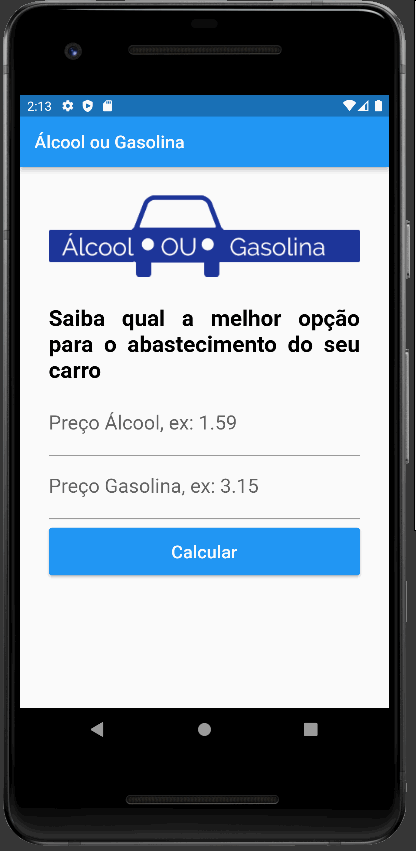 2:13
Álcool ou Gasolina
Álcool OU Gasolina
Saiba qual a melhor opção
para o abastecimento do seu
carro
Preço Álcool, ex: 1.59
Preço Gasolina, ex: 3.15
Calcular